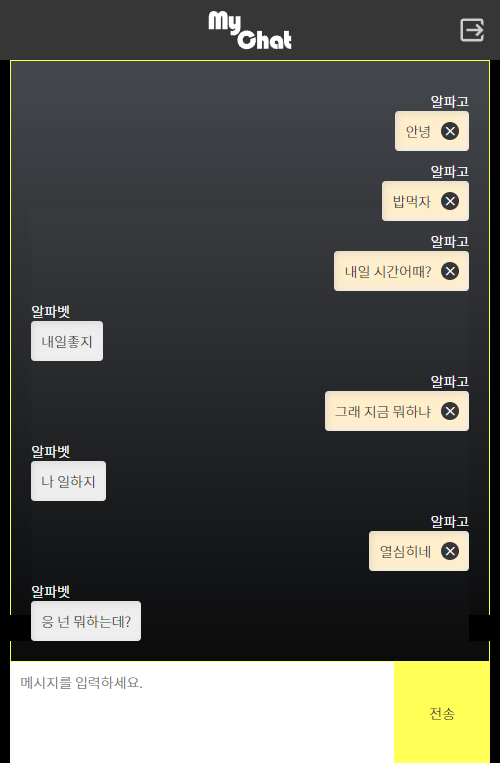 My
Chat
알파고
안녕
알파고
밥먹자
알파고
내일 시간어때?
알파벳
내일좋지
알파고
그래 지금 뭐하냐
알파벳
나 일하지
알파고
열심히네
알파벳
응 넌 뭐하는데?
메시지를 입력하세요.
전송